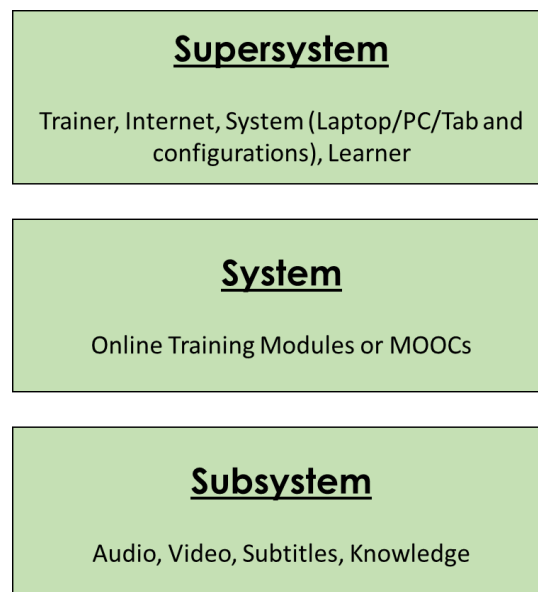 Supersystem
Trainer, Internet, System (Laptop/PC/Tab and
configurations), Learner
System
Online Training Modules or MOOCs
Subsystem
Audio, Video, Subtitles, Knowledge